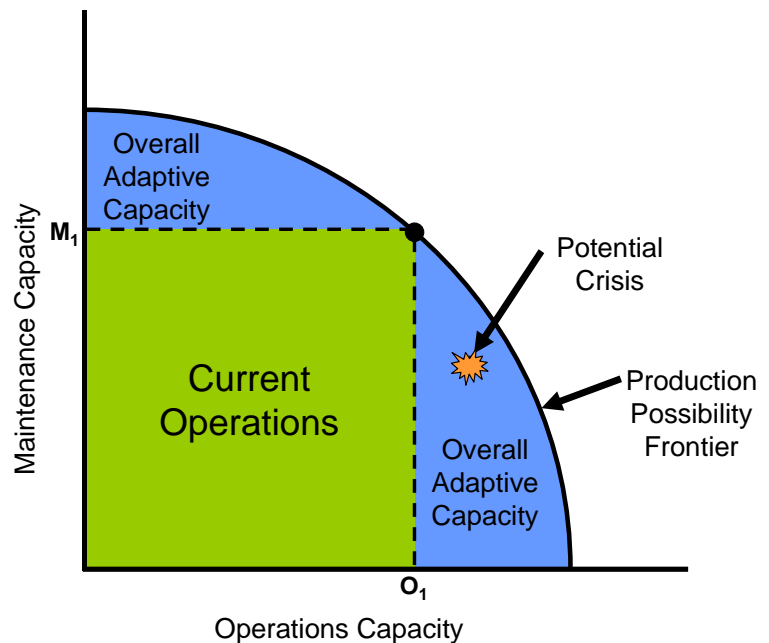 Overall
Adaptive
Capacity
M1
Maintenance Capacity
Current
Operations
Potential
Crisis
Production
Possibility
Frontier
Overall
Adaptive
Capacity
O1
Operations Capacity